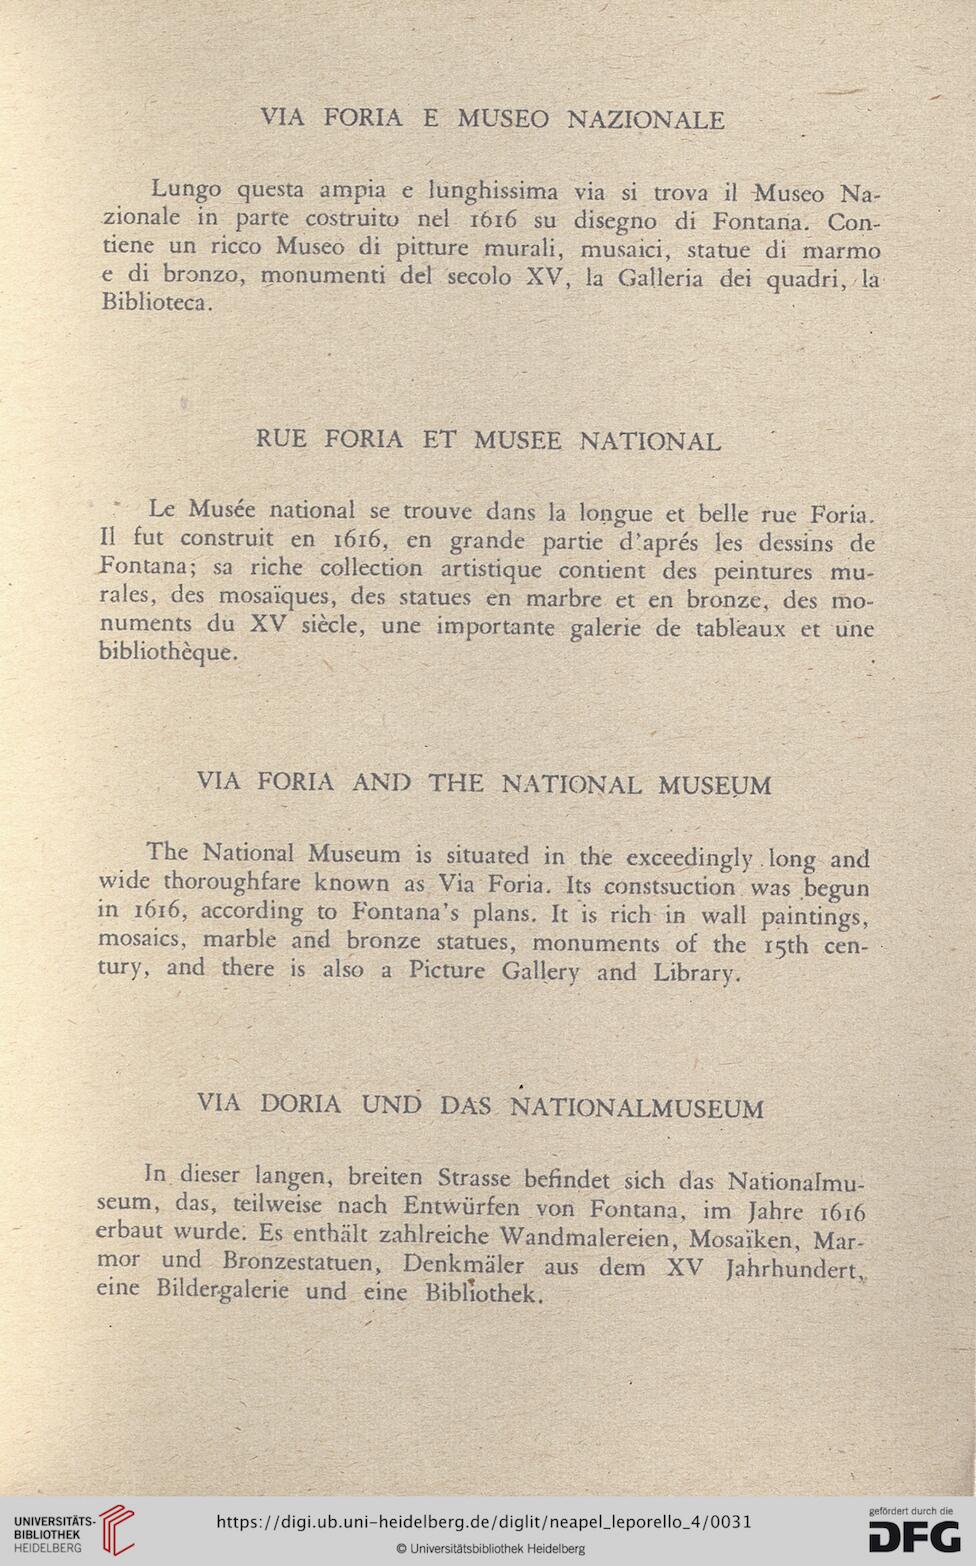 VIA FORIA E MUSEO NAZIONALE
Lungo questa ampia e lunghissima via si trova il Museo Na-
zionale in parte costruito nel 1616 su disegno di Fontana. Con-
tiene un ricco Museo di pitture murali, musaici, statue di marmo
e di bronzo, monumenti del secolo XV, la Galleria dei quadri, la
Biblioteca.
RUE FORIA ET MUSEE NATIONAL
Le Musée national se trouve dans la longue et belle rue Foria.
Il fut construit en 1616, en grande partie d'aprés les dessins de
Fontana; sa riche collection artistique contient des peintures mu-
rales, des mosaïques, des statues en marbre et en bronze, des mo-
numents du XV siècle, une importante galerie de tableaux et une
bibliothèque.
VIA FORIA AND THE NATIONAL MUSEUM
The National Museum is situated in the exceedingly long and
wide thoroughfare known as Via Foria. Its constsuction was begun
in 1616, according to Fontana's plans. It is rich in wall paintings,
mosaics, marble and bronze statues, monuments of the 15th cen-
tury, and there is also a Picture Gallery and Library.
VIA DORIA UND DAS NATIONALMUSEUM
In dieser langen, breiten Strasse befindet sich das Nationalmu-
seum, das, teilweise nach Entwürfen von Fontana, im Jahre 1616
erbaut wurde. Es enthält zahlreiche Wandmalereien, Mosaïken, Mar-
mor und Bronzestatuen, Denkmäler aus dem XV Jahrhundert,
eine Bildergalerie und eine Bibliothek.
UNIVERSITÄTS-
BIBLIOTHEK
HEIDELBERG
https://digi.ub.uni-heidelberg.de/diglit/neapel_leporello_4/0031
© Universitätsbibliothek Heidelberg
gefördert durch die
DFG